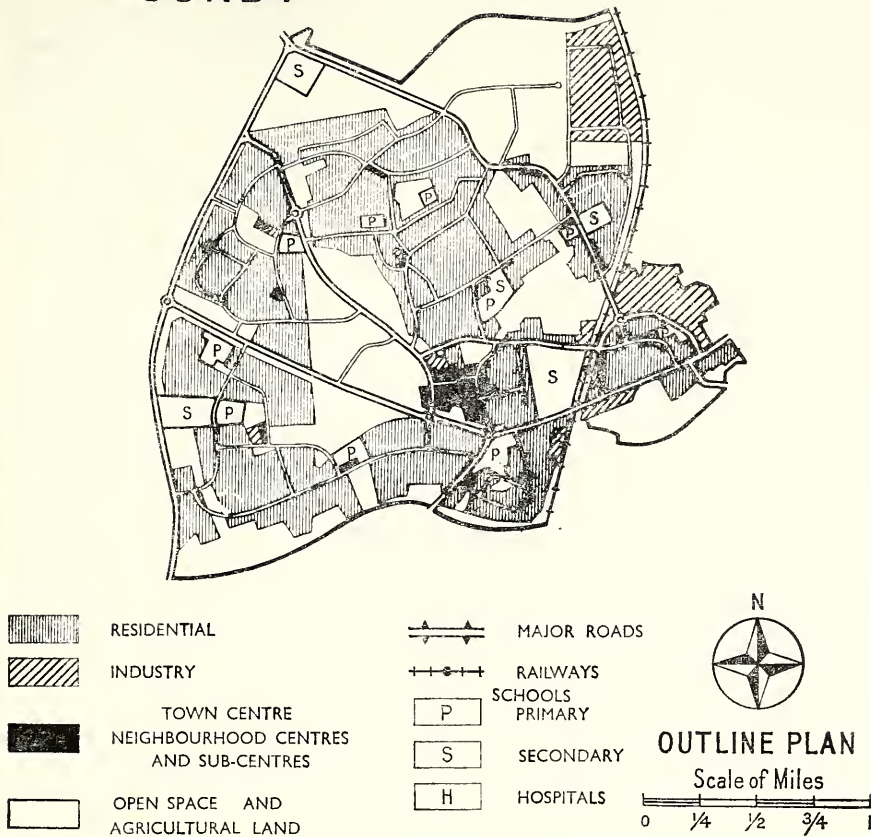 S
P
P
P S
P
S
P
P
S
S P
P
P
RESIDENTIAL
INDUSTRY
TOWN CENTRE
NEIGHBOURHOOD CENTRES
AND SUB-CENTRES
OPEN SPACE AND
AGRICULTURAL LAND
MAJOR ROADS
RAILWAYS
SCHOOLS
P PRIMARY
S SECONDARY
H HOSPITALS
N
OUTLINE PLAN
Scale of Miles
0 1/4 1/2 3/4